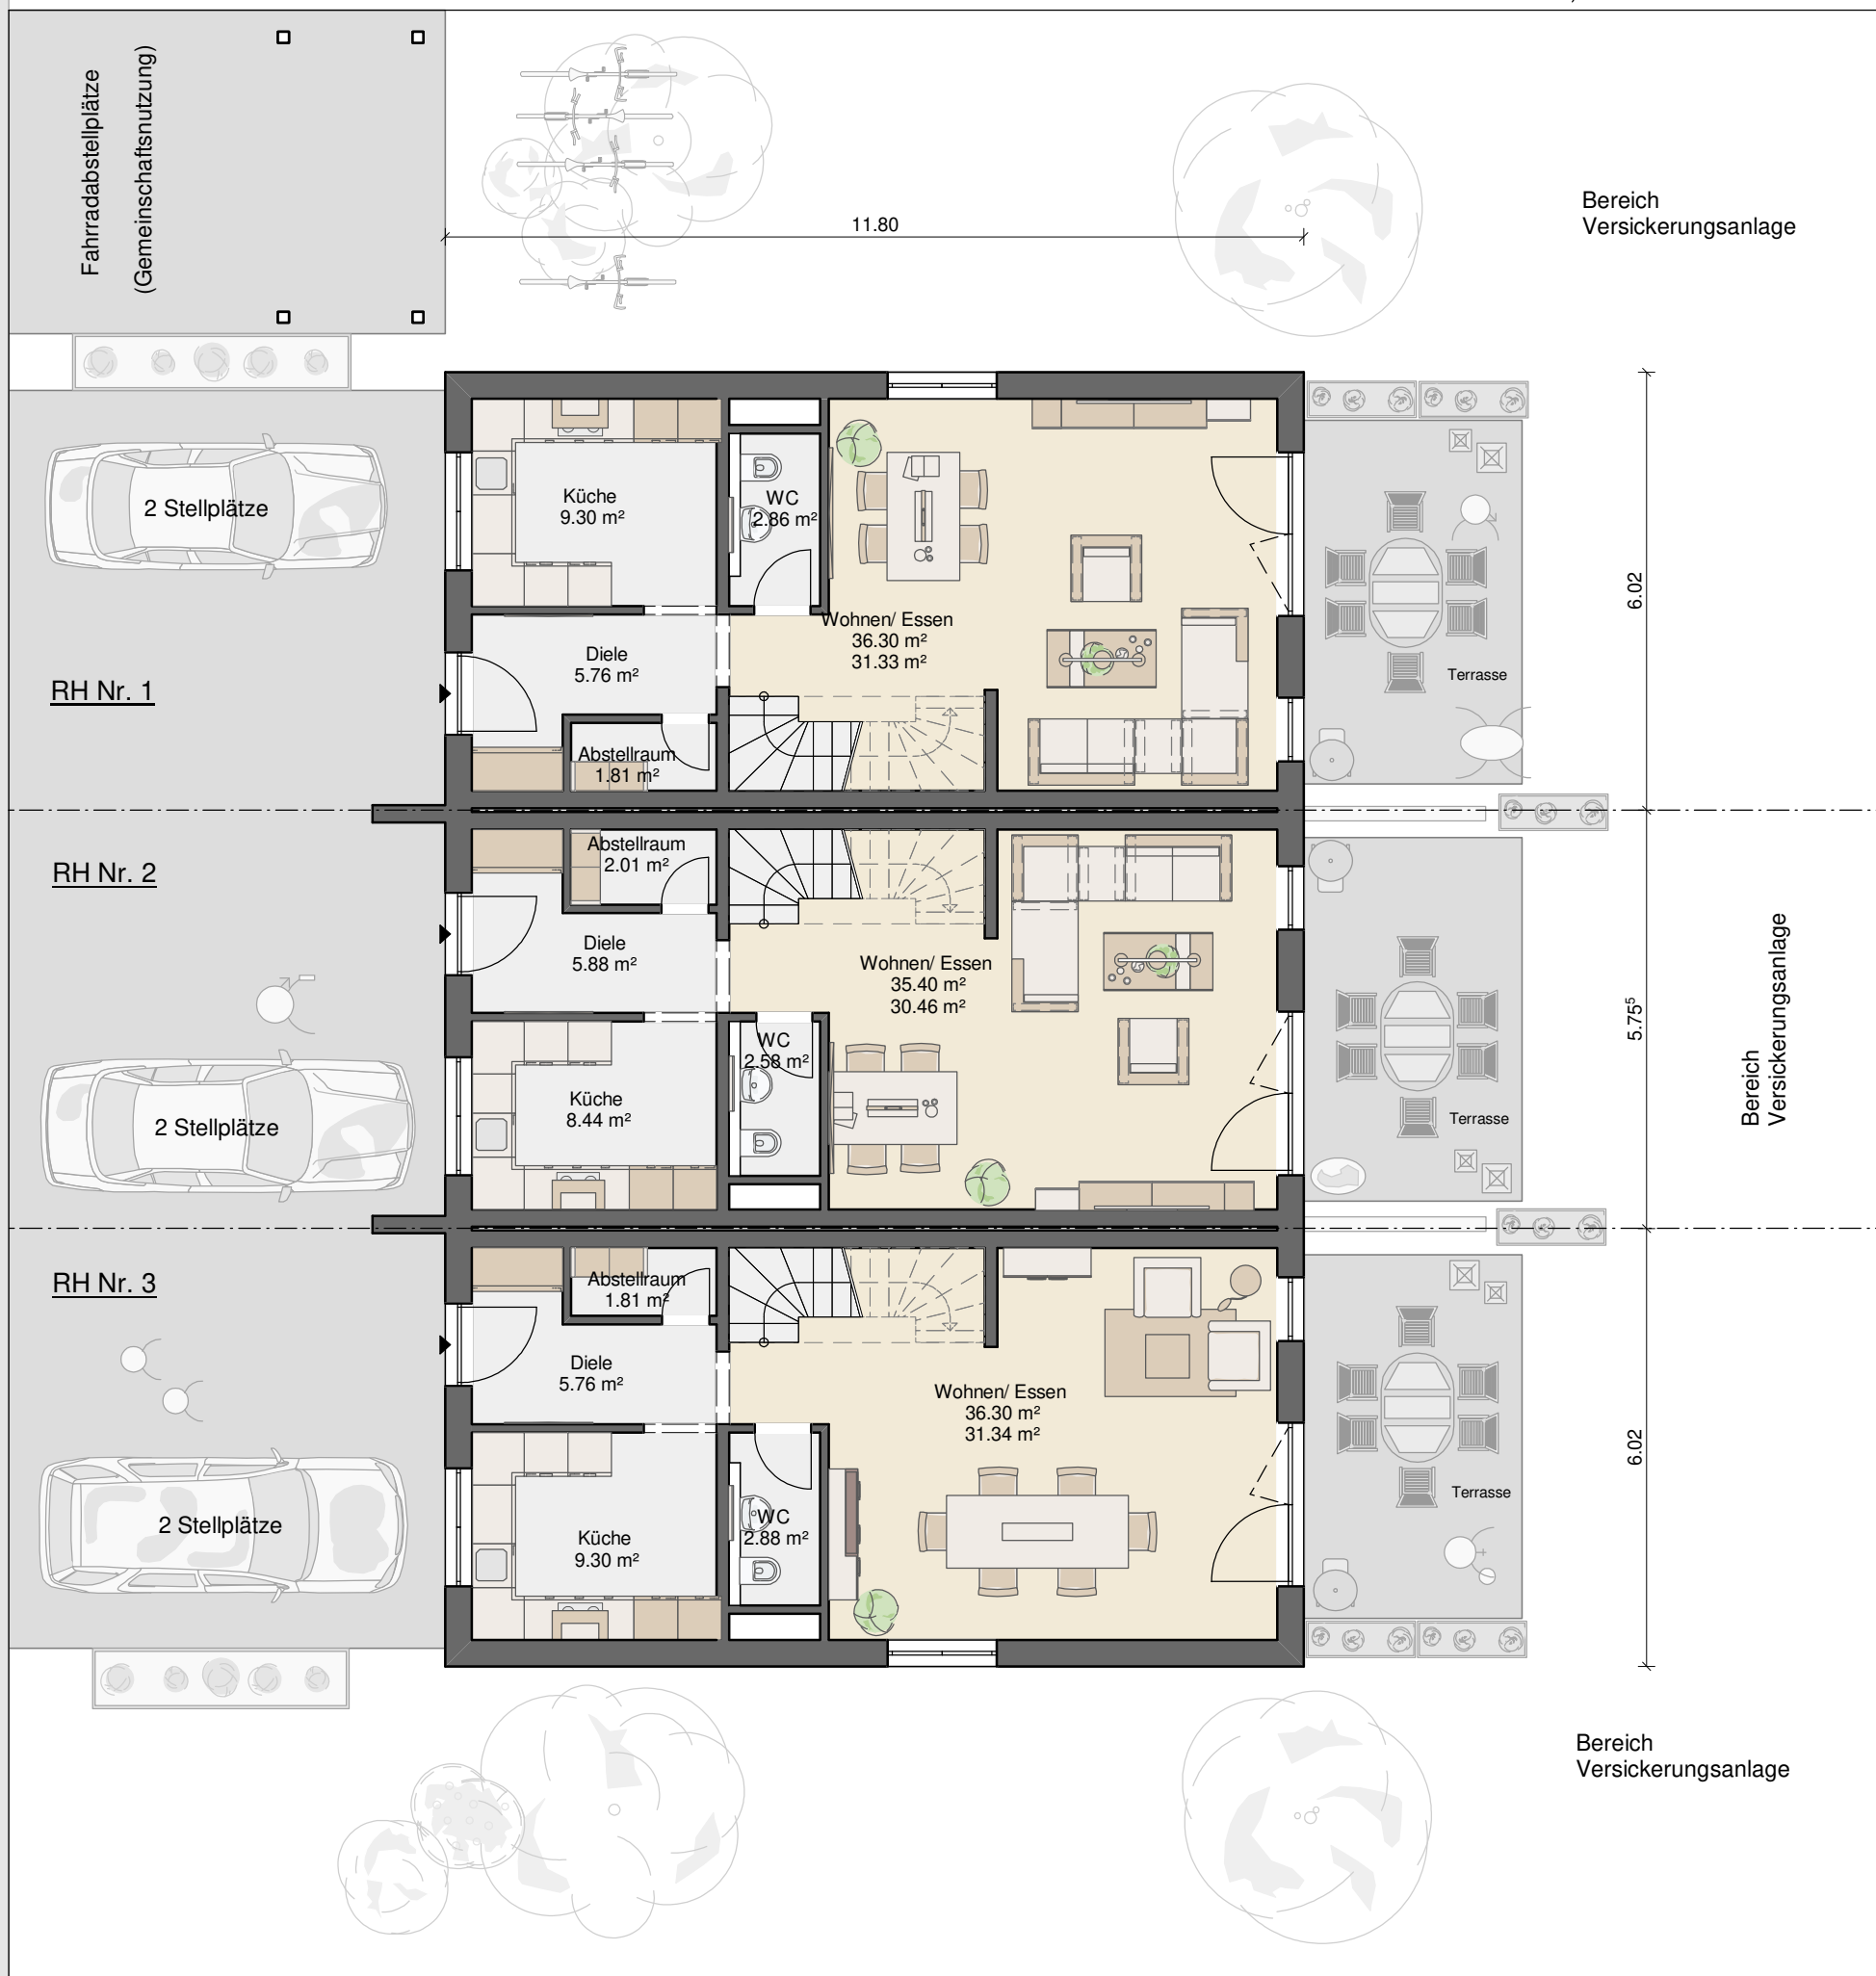 Fahrradabstellplätze
(Gemeinschaftsnutzung)
11.80
Bereich
Versickerungsanlage
2 Stellplätze
Küche
9.30 m²
WC
2.86 m²
Wohnen/ Essen
36.30 m²
31.33 m²
Diele
5.76 m²
RH Nr. 1
Abstellraum
1.81 m²
Terrasse
6.02
RH Nr. 2
Abstellraum
2.01 m²
Diele
5.88 m²
Wohnen/ Essen
35.40 m²
30.46 m²
WC
2.58 m²
Küche
8.44 m²
2 Stellplätze
Terrasse
5.75⁵
Bereich
Versickerungsanlage
RH Nr. 3
Abstellraum
1.81 m²
Diele
5.76 m²
Wohnen/ Essen
36.30 m²
31.34 m²
2 Stellplätze
Küche
9.30 m²
WC
2.88 m²
Terrasse
6.02
Bereich
Versickerungsanlage